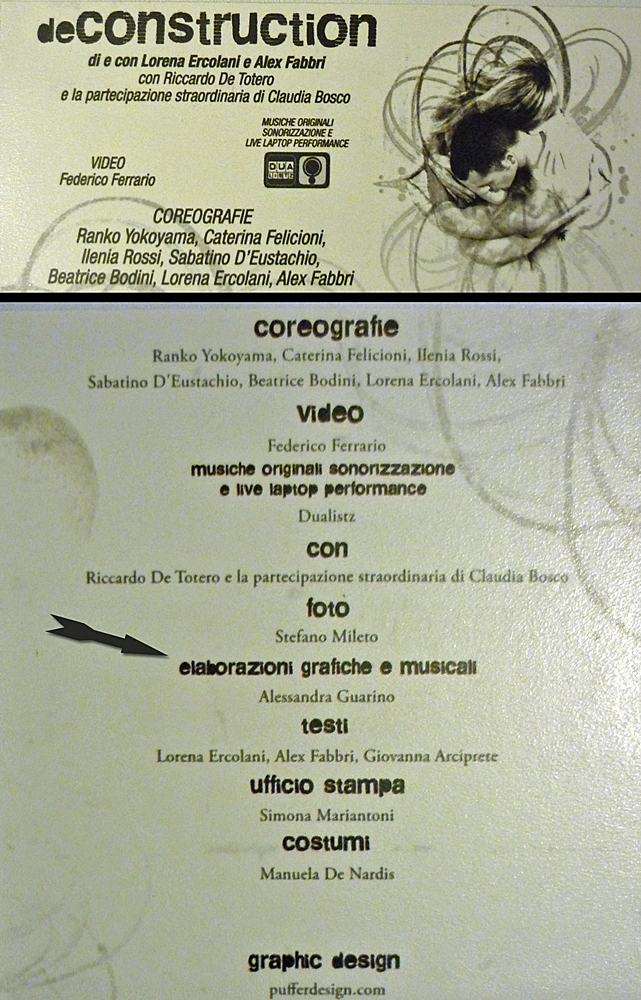 deconstruction
di e con Lorena Ercolani e Alex Fabbri
con Riccardo De Totero
e la partecipazione straordinaria di Claudia Bosco
MUSICHE ORIGINALI
SONORIZZAZIONE E
LIVE LAPTOP PERFORMANCE
DUA
LISTZ
VIDEO
Federico Ferrario
COREOGRAFIE
Ranko Yokoyama, Caterina Felicioni,
Ilenia Rossi, Sabatino D'Eustachio,
Beatrice Bodini, Lorena Ercolani, Alex Fabbri
coreografie
Ranko Yokoyama, Caterina Felicioni, Ilenia Rossi,
Sabatino D'Eustachio, Beatrice Bodini, Lorena Ercolani, Alex Fabbri
video
Federico Ferrario
musiche originali sonorizzazione
e live laptop performance
Dualistz
con
Riccardo De Totero e la partecipazione straordinaria di Claudia Bosco
foto
Stefano Mileto
elaborazioni grafiche e musicali
Alessandra Guarino
testi
Lorena Ercolani, Alex Fabbri, Giovanna Arciprete
ufficio stampa
Simona Mariantoni
costumi
Manuela De Nardis
graphic design
pufferdesign.com